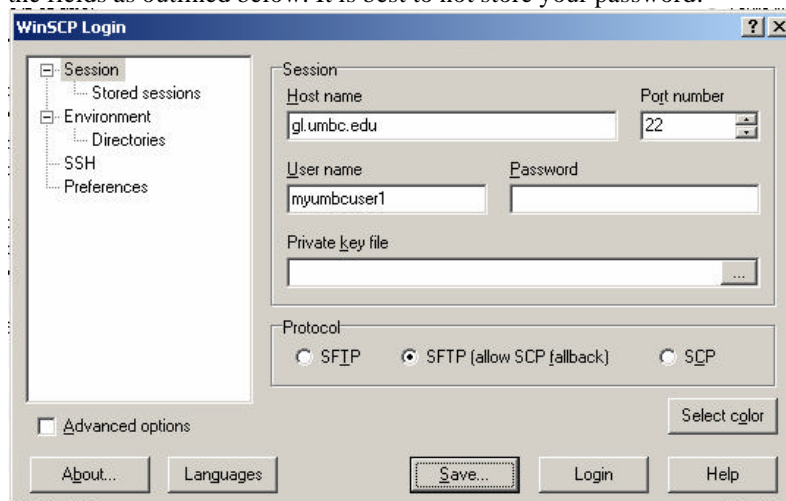 the fields as outlined below. It is best to not store your password.
WinSCP Login
Session
Stored sessions
Environment
Directories
SSH
Preferences
Session
Host name Port number
gl.umbc.edu 22
User name Password
myumbcuser1
Private key file
...
Protocol
SFTP SFTP (allow SCP fallback) SCP
Advanced options
Select color
About... Languages Save... Login Help